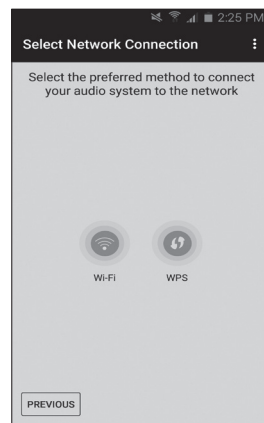 2:25 PM
Select Network Connection
Select the preferred method to connect
your audio system to the network
Wi-Fi WPS
PREVIOUS